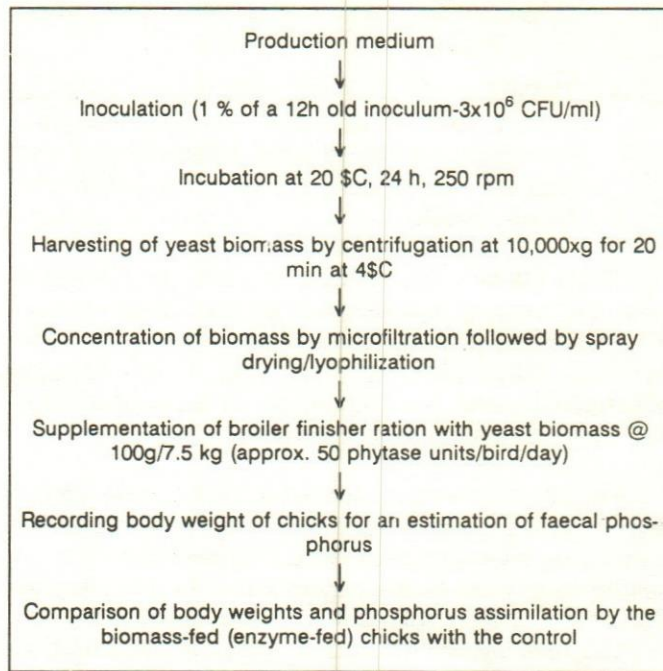 Production medium
Inoculation (1 % of a 12h old inoculum-3x10⁶ CFU/ml)
Incubation at 20 $C, 24 h, 250 rpm
Harvesting of yeast biomass by centrifugation at 10,000xg for 20
min at 4$C
Concentration of biomass by microfiltration followed by spray
drying/lyophilization
Supplementation of broiler finisher ration with yeast biomass @
100g/7.5 kg (approx. 50 phytase units/bird/day)
Recording body weight of chicks for an estimation of faecal phos-
phorus
Comparison of body weights and phosphorus assimilation by the
biomass-fed (enzyme-fed) chicks with the control